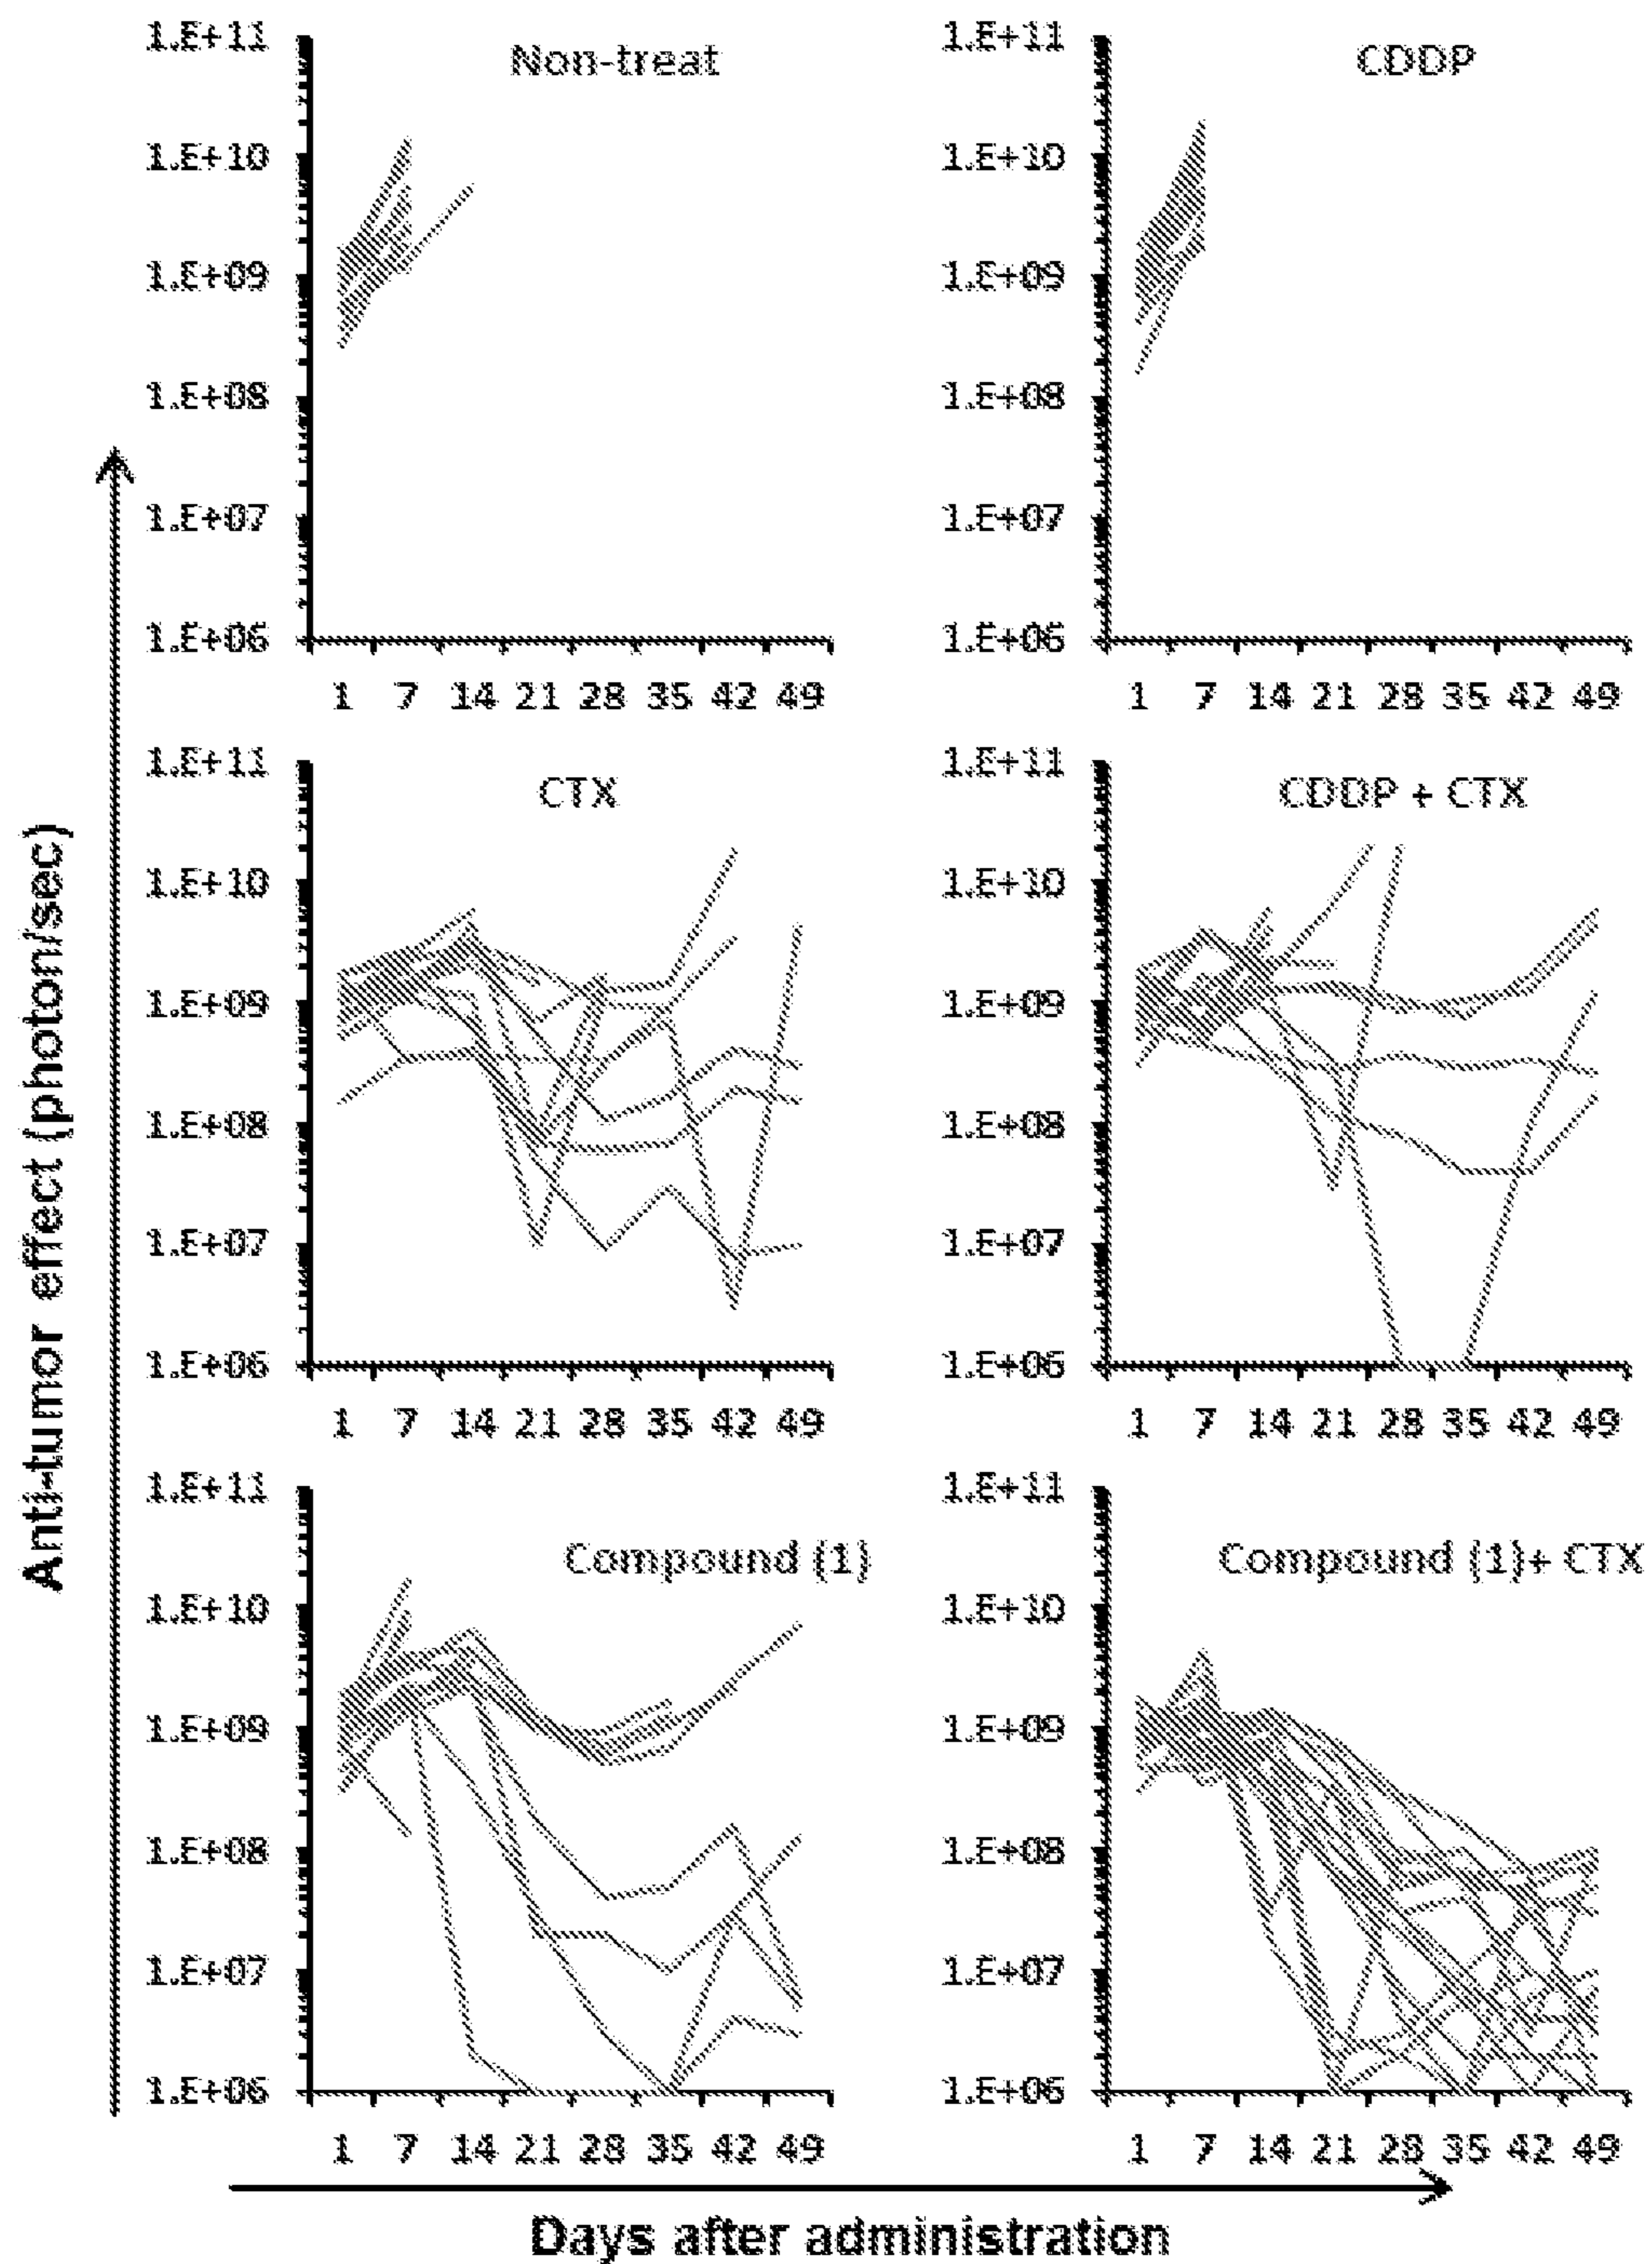 Anti-tumor effect (photon/sec)
Non-treat
1.E+11
1.E+10
1.E+09
1.E+08
1.E+07
1.E+06
1 7 14 21 28 35 42 49
CDDP
1.E+11
1.E+10
1.E+09
1.E+08
1.E+07
1.E+06
1 7 14 21 28 35 42 49
CTX
1.E+11
1.E+10
1.E+09
1.E+08
1.E+07
1.E+06
1 7 14 21 28 35 42 49
CDDP + CTX
1.E+11
1.E+10
1.E+09
1.E+08
1.E+07
1.E+06
1 7 14 21 28 35 42 49
Compound (1)
1.E+11
1.E+10
1.E+09
1.E+08
1.E+07
1.E+06
1 7 14 21 28 35 42 49
Compound (1)+ CTX
1.E+11
1.E+10
1.E+09
1.E+08
1.E+07
1.E+06
1 7 14 21 28 35 42 49
Days after administration